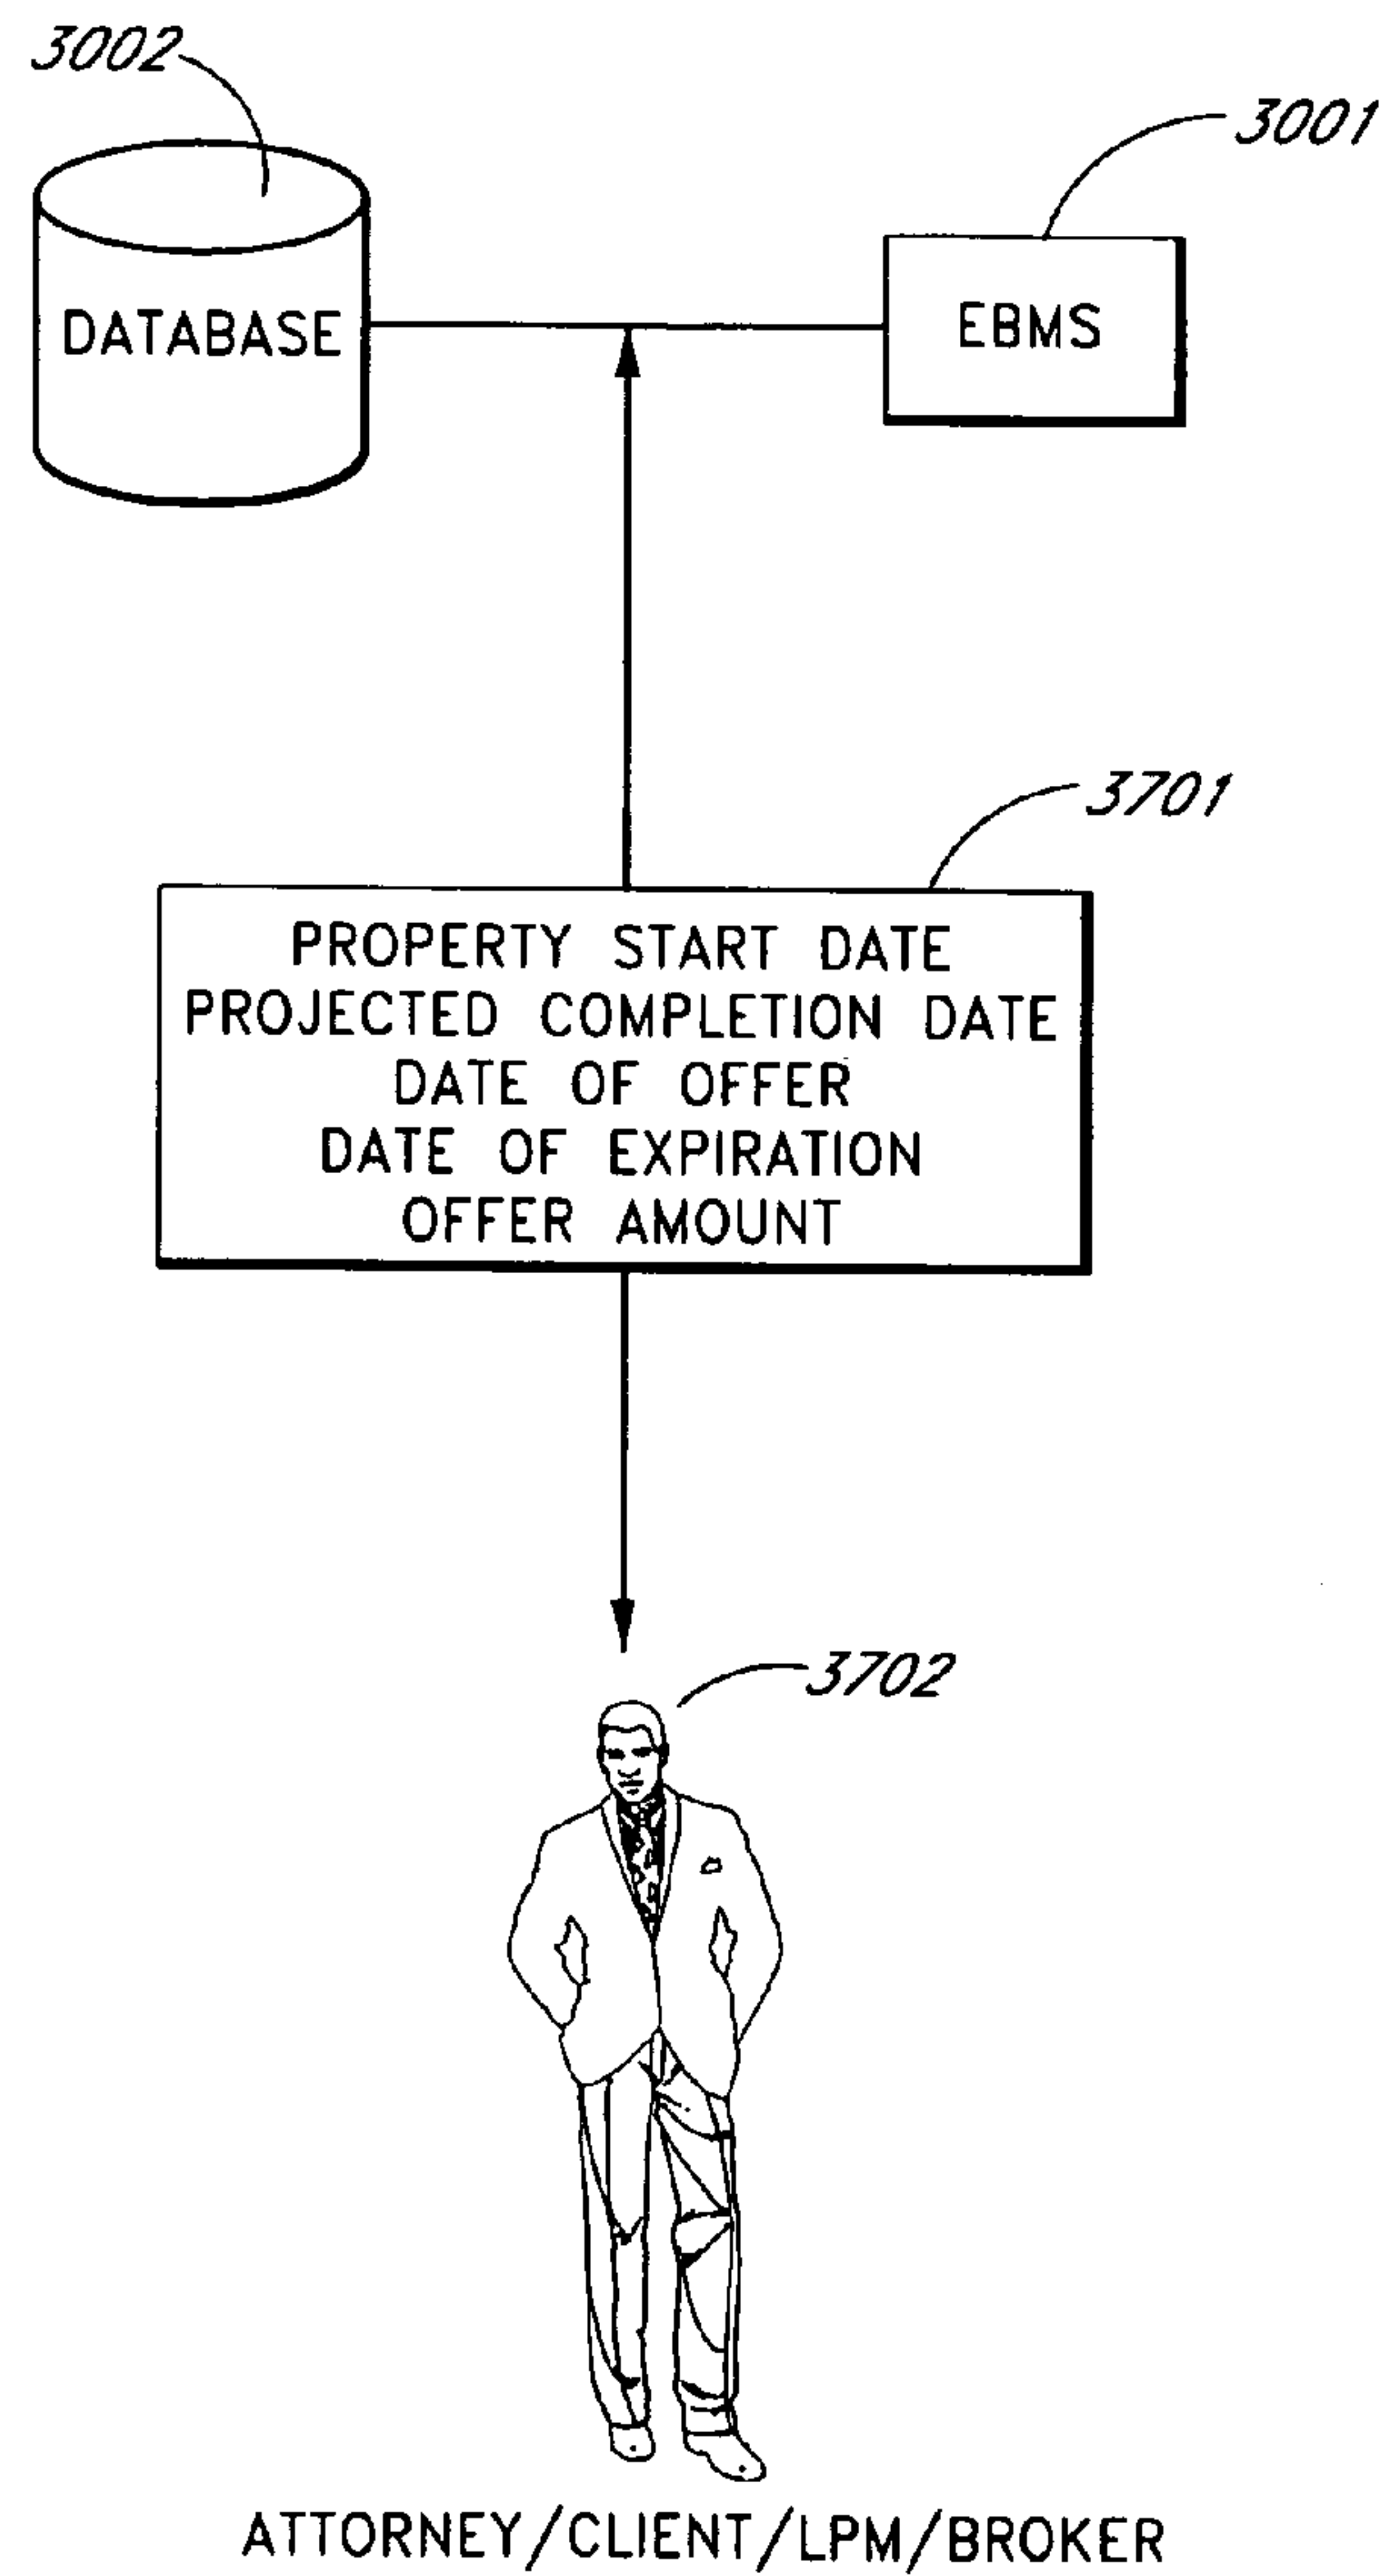 3002
3001
DATABASE
EBMS
3701
PROPERTY START DATE
PROJECTED COMPLETION DATE
DATE OF OFFER
DATE OF EXPIRATION
OFFER AMOUNT
3702
ATTORNEY/CLIENT/LPM/BROKER